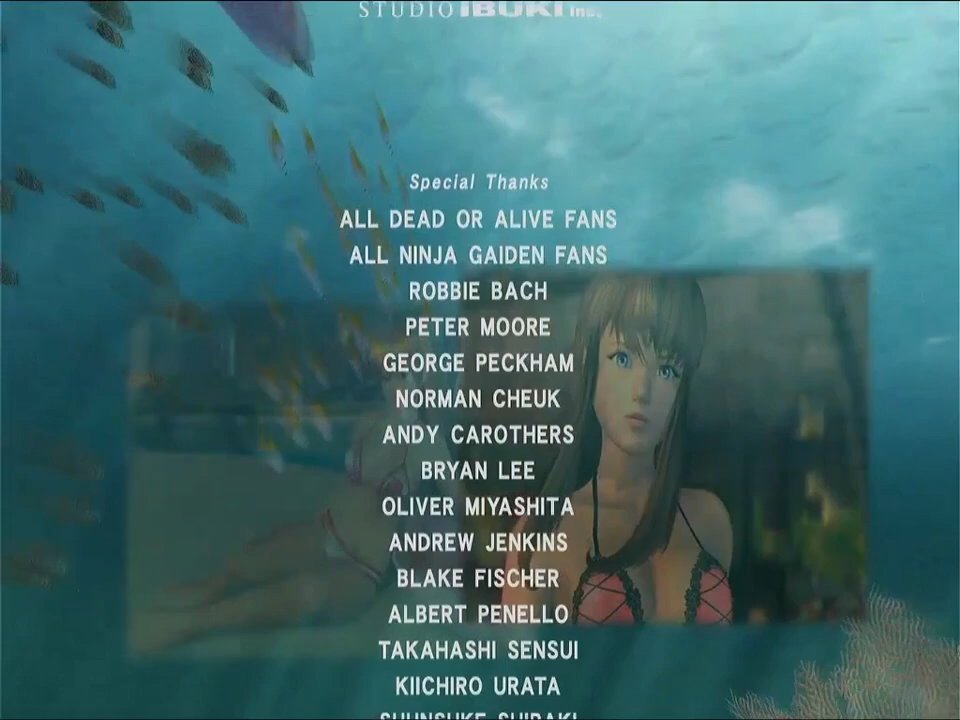 STUDIO IBUKI Inc.
Special Thanks
ALL DEAD OR ALIVE FANS
ALL NINJA GAIDEN FANS
ROBBIE BACH
PETER MOORE
GEORGE PECKHAM
NORMAN CHEUK
ANDY CAROTHERS
BRYAN LEE
OLIVER MIYASHITA
ANDREW JENKINS
BLAKE FISCHER
ALBERT PENELLO
TAKAHASHI SENSUI
KIICHIRO URATA